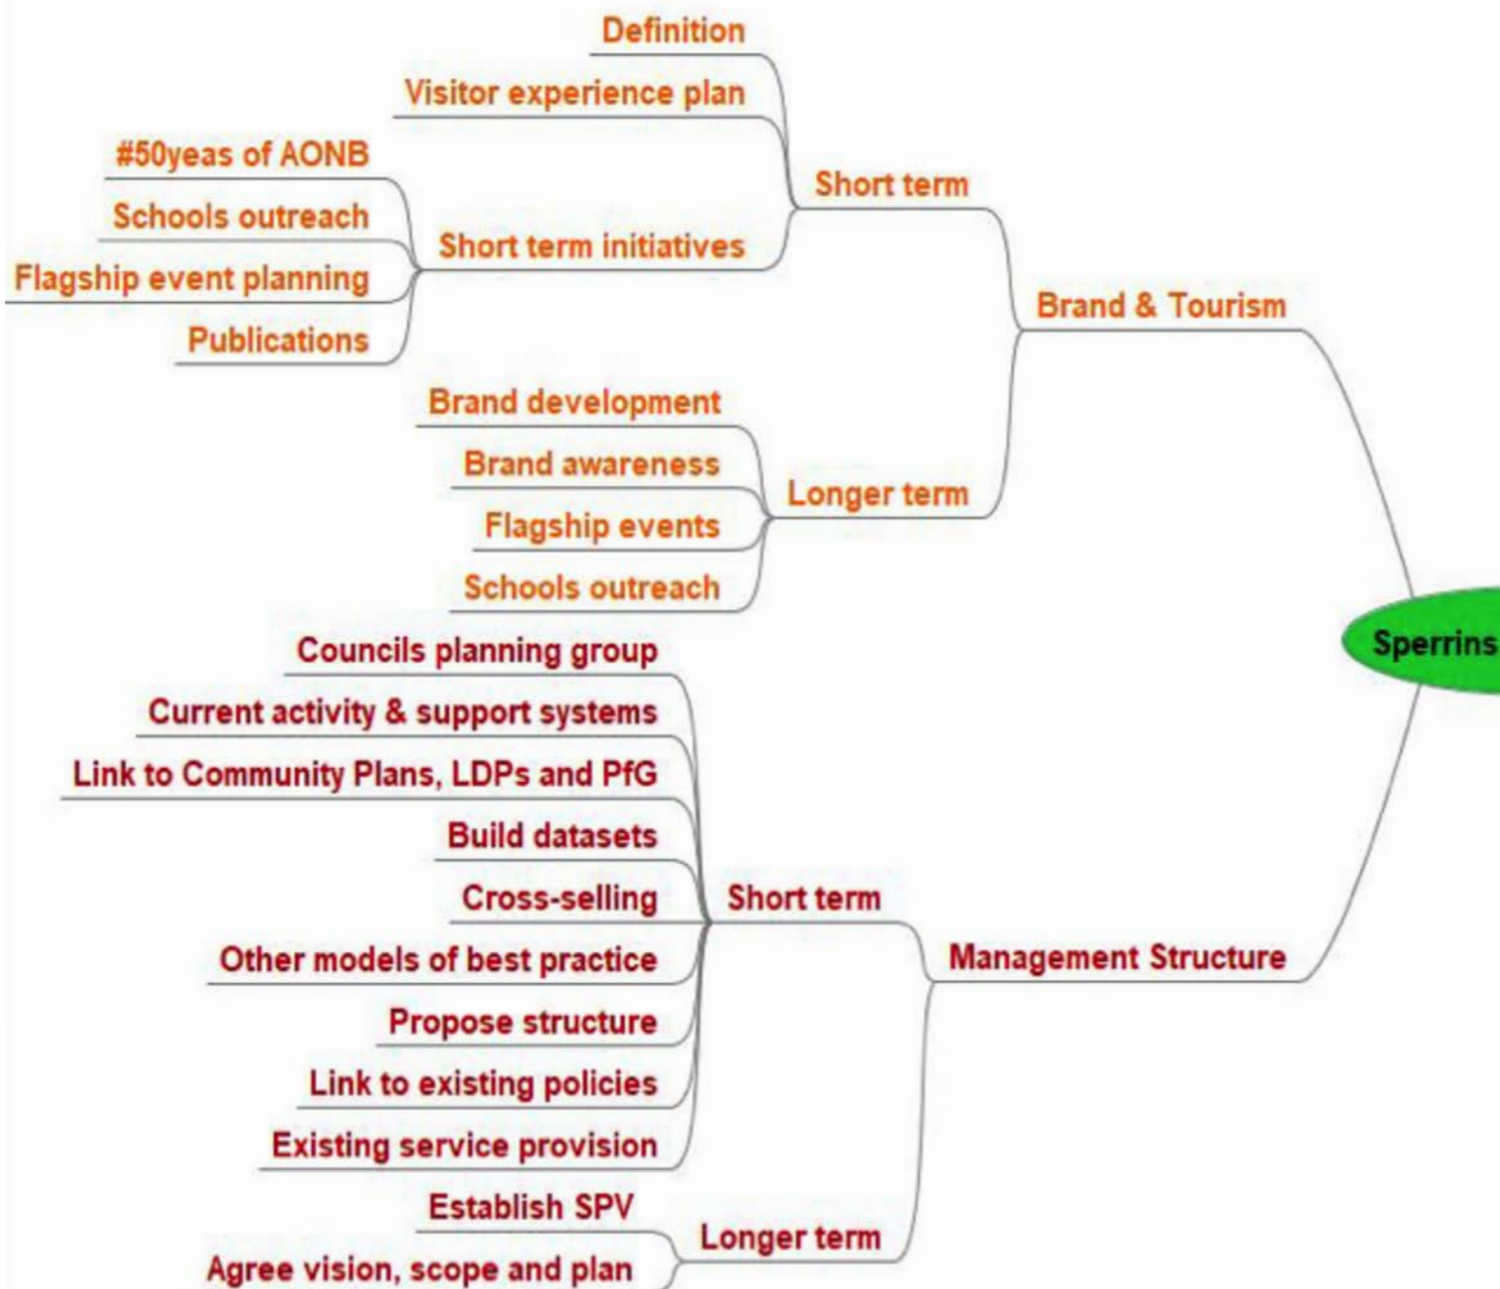 Definition
Visitor experience plan
#50yeas of AONB
Schools outreach
Short term initiatives
Flagship event planning
Publications
Short term
Brand & Tourism
Brand development
Brand awareness
Longer term
Flagship events
Schools outreach
Sperrins
Councils planning group
Current activity & support systems
Link to Community Plans, LDPs and PfG
Build datasets
Cross-selling
Short term
Other models of best practice
Management Structure
Propose structure
Link to existing policies
Existing service provision
Establish SPV
Longer term
Agree vision, scope and plan